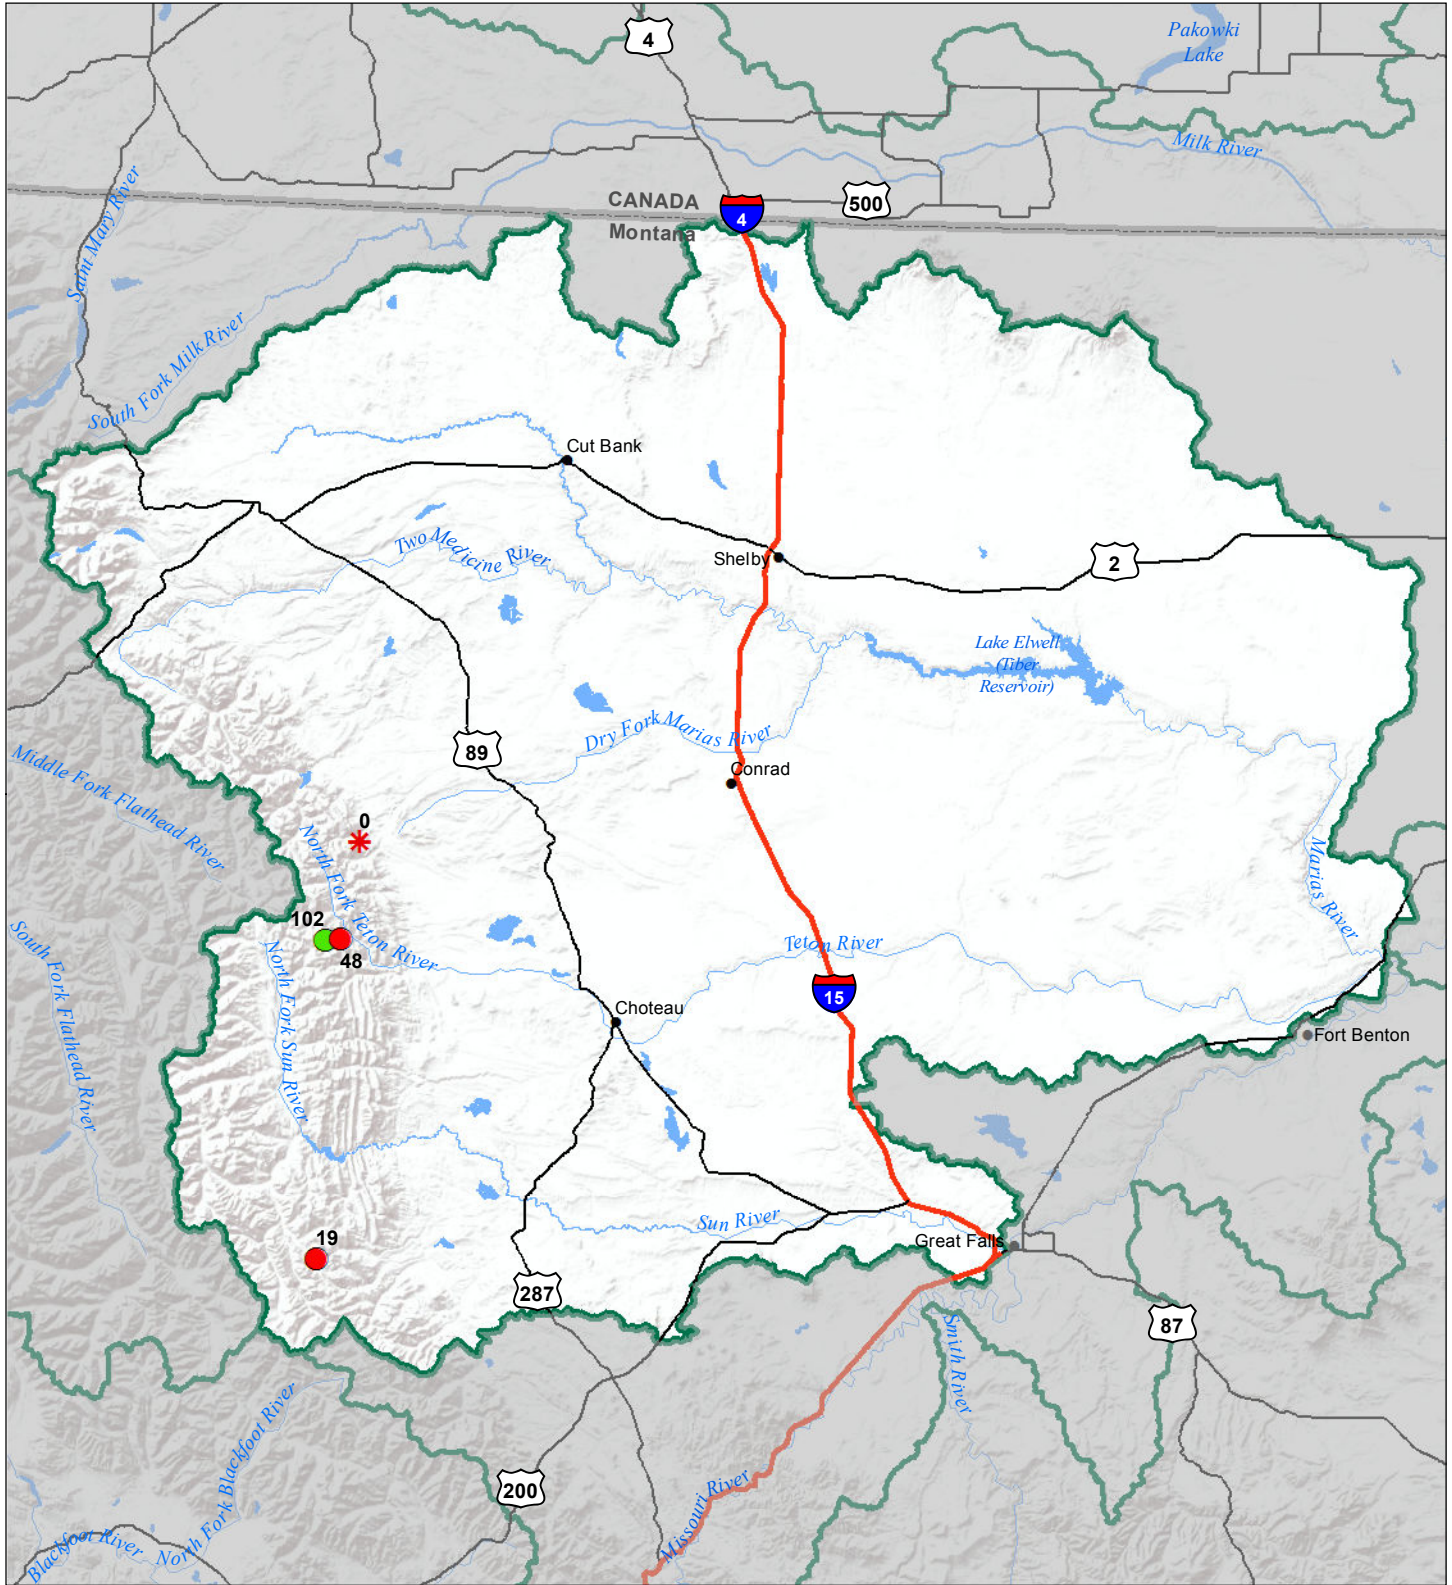 Pakowki
Lake
4
Milk River
CANADA
500
4
Montana
Saint Mary River
South Fork Milk River
Cut Bank
Two Medicine River
Shelby
2
Lake Elwell
(Tiber
Reservoir)
Dry Fork Marias River
89
Conrad
Middle Fork Flathead River
0
North Fork Teton River
Marias River
102
48
South Fork Flathead River
North Fork Sun River
Teton River
15
Choteau
Fort Benton
Sun River
19
Great Falls
287
87
Smith River
North Fork Blackfoot River
200
Missouri River
Blackfoot River